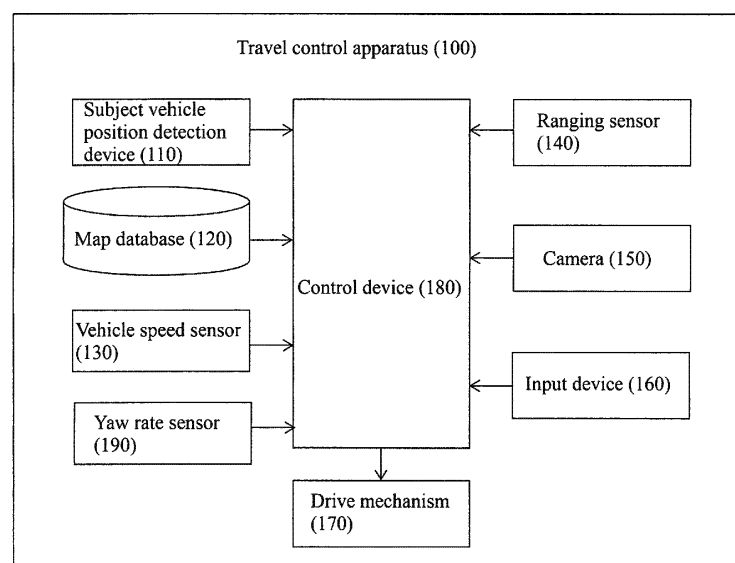 Travel control apparatus (100)
Subject vehicle
position detection
device (110)
Map database (120)
Vehicle speed sensor
(130)
Yaw rate sensor
(190)
Control device (180)
Ranging sensor
(140)
Camera (150)
Input device (160)
Drive mechanism
(170)